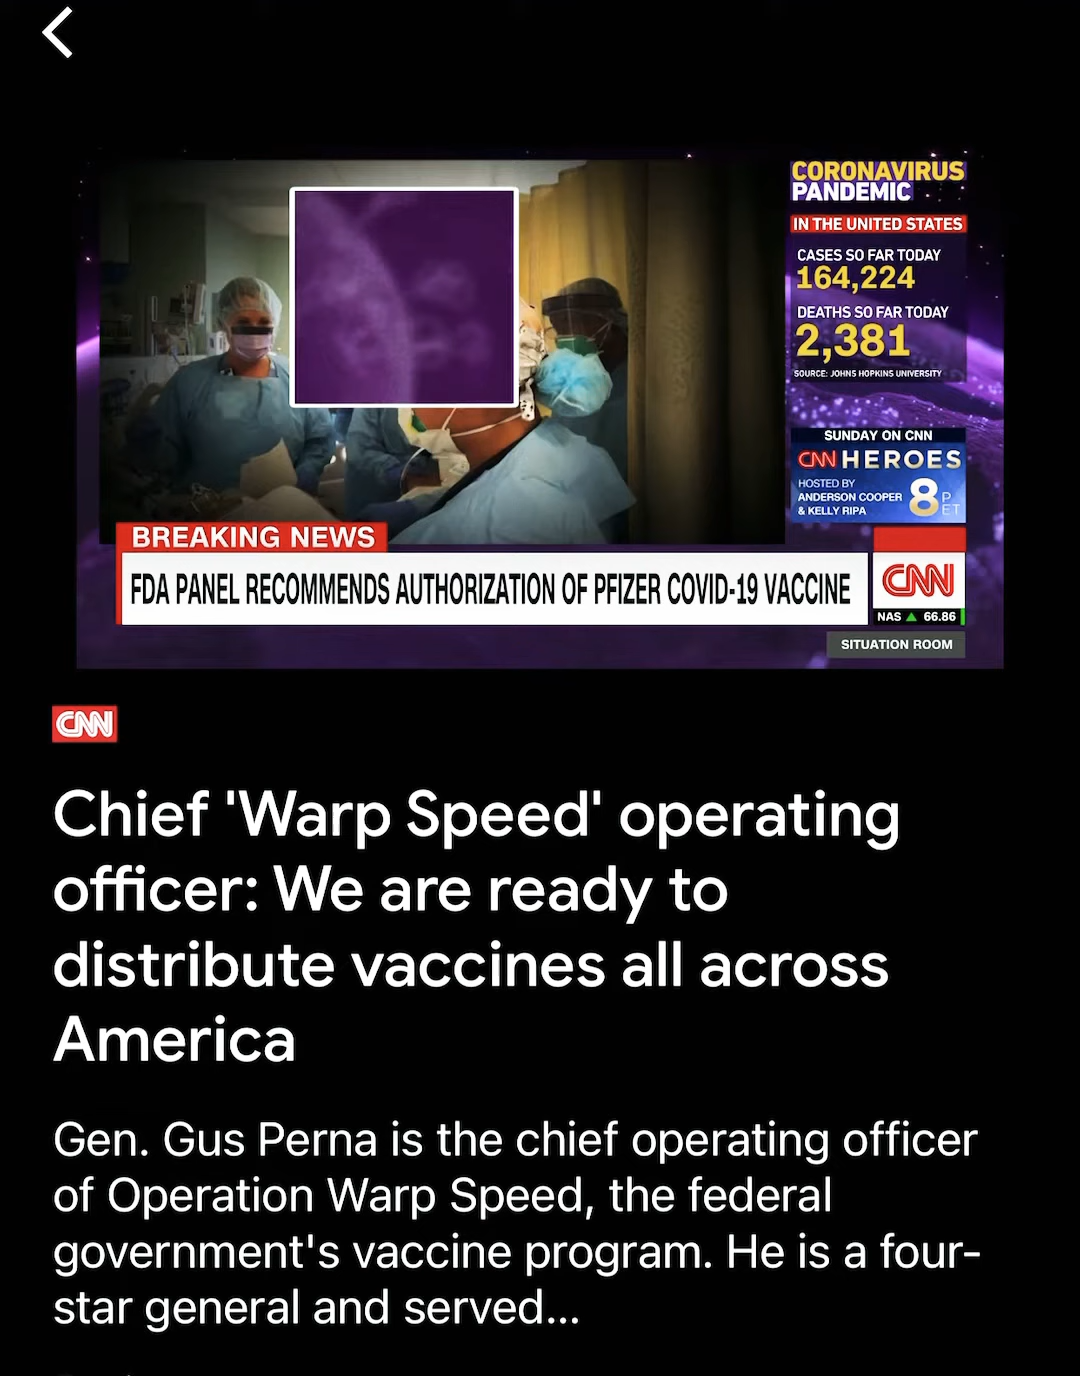 CORONAVIRUS
PANDEMIC
IN THE UNITED STATES
CASES SO FAR TODAY
164,224
DEATHS SO FAR TODAY
2,381
SOURCE: JOHNS HOPKINS UNIVERSITY
SUNDAY ON CNN
CNN HEROES
HOSTED BY
ANDERSON COOPER
& KELLY RIPA
8 P
ET
BREAKING NEWS
FDA PANEL RECOMMENDS AUTHORIZATION OF PFIZER COVID-19 VACCINE
CNN
NAS ▲ 66.86
SITUATION ROOM
CNN
Chief 'Warp Speed' operating
officer: We are ready to
distribute vaccines all across
America
Gen. Gus Perna is the chief operating officer
of Operation Warp Speed, the federal
government's vaccine program. He is a four-
star general and served...